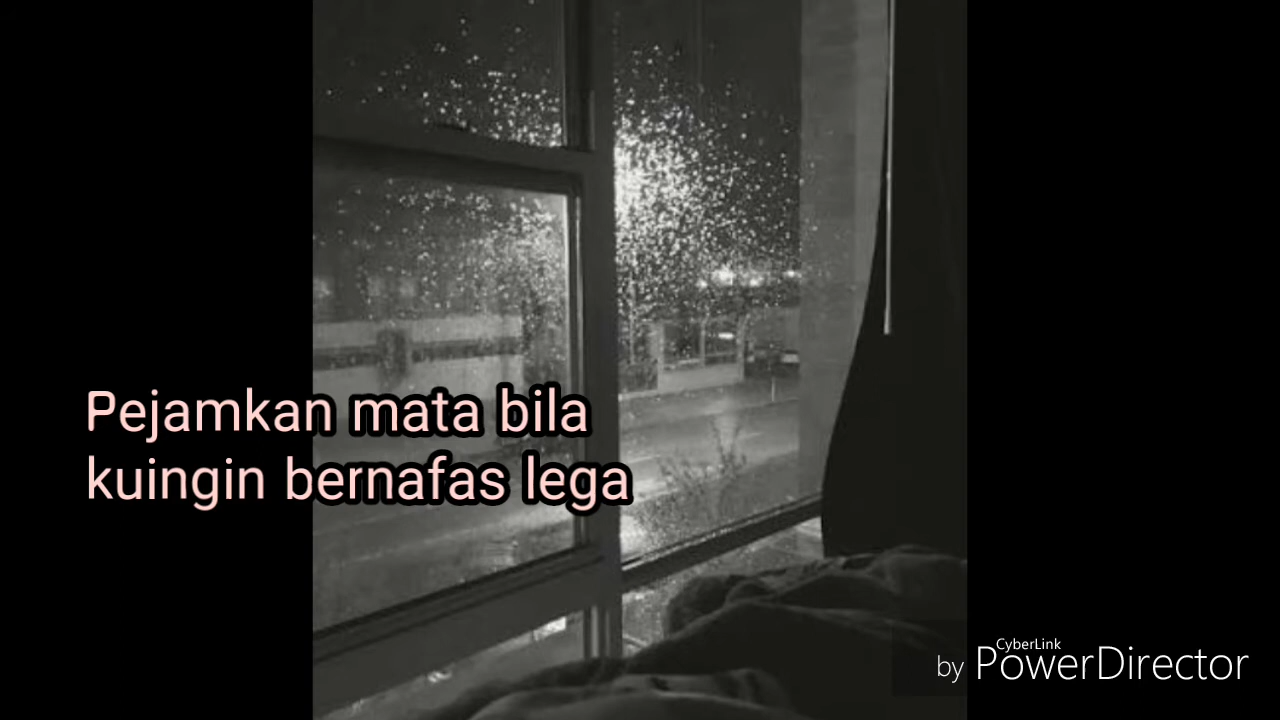 Pejamkan mata bila
kuingin bernafas lega
CyberLink
by PowerDirector